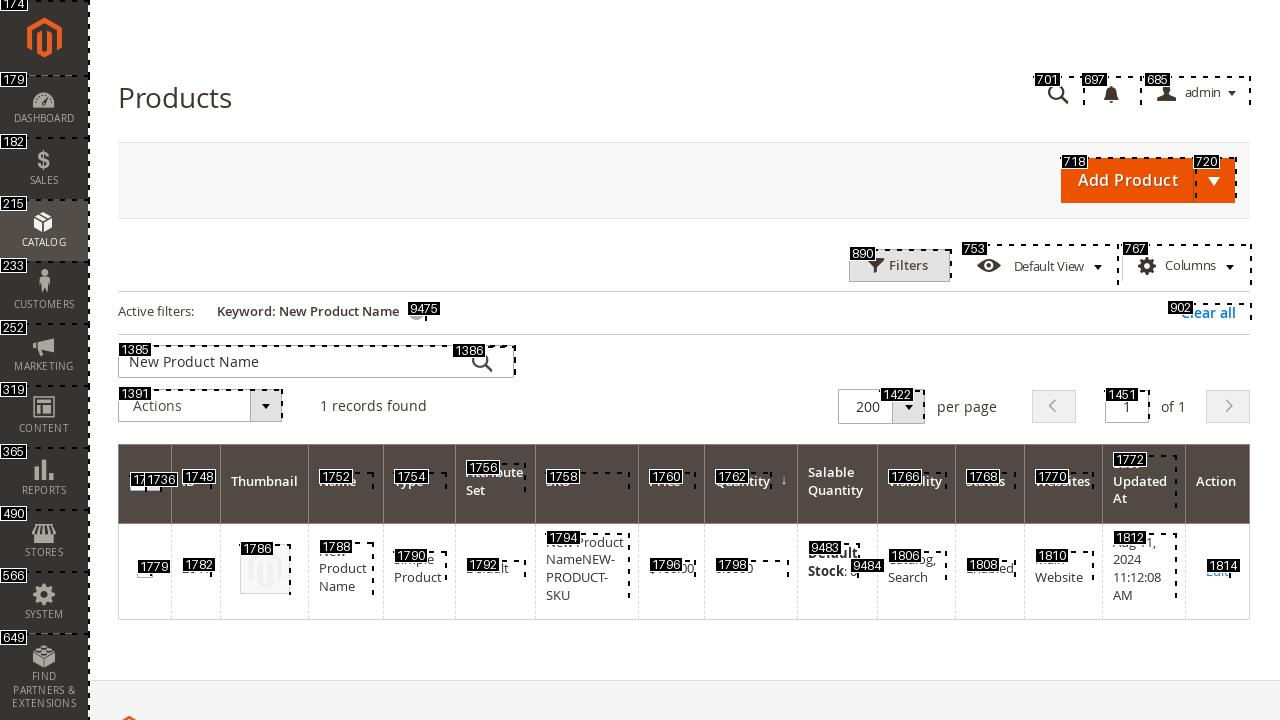 174
179
DASHBOARD
182
SALES
215
CATALOG
233
CUSTOMERS
252
MARKETING
319
CONTENT
365
REPORTS
490
STORES
566
SYSTEM
649
FIND
PARTNERS &
EXTENSIONS
Products
701
697
685
admin
718
720
Add Product
890
Filters
753
Default View
767
Columns
Active filters:
Keyword: New Product Name
9475
902
Clear all
1385
1386
New Product Name
1391
Actions
1 records found
200
1422
per page
1451
1
of 1
1736
1748
Thumbnail
1752
Name
1754
Type
1756
Attribute
Set
1758
1760
Price
1762
Quantity ↓
Salable
Quantity
1766
Visibility
1768
Status
1770
Websites
1772
Updated
At
Action
1779
1782
1786
1788
New
Product
Name
1790
Simple
Product
1792
Default
1794
New Product
NameNEW-
PRODUCT-
SKU
1796
1798
9483
Default
Stock:
9484
1806
Catalog,
Search
1808
Enabled
1810
Main
Website
1812
Aug 11,
2024
11:12:08
AM
1814
Edit